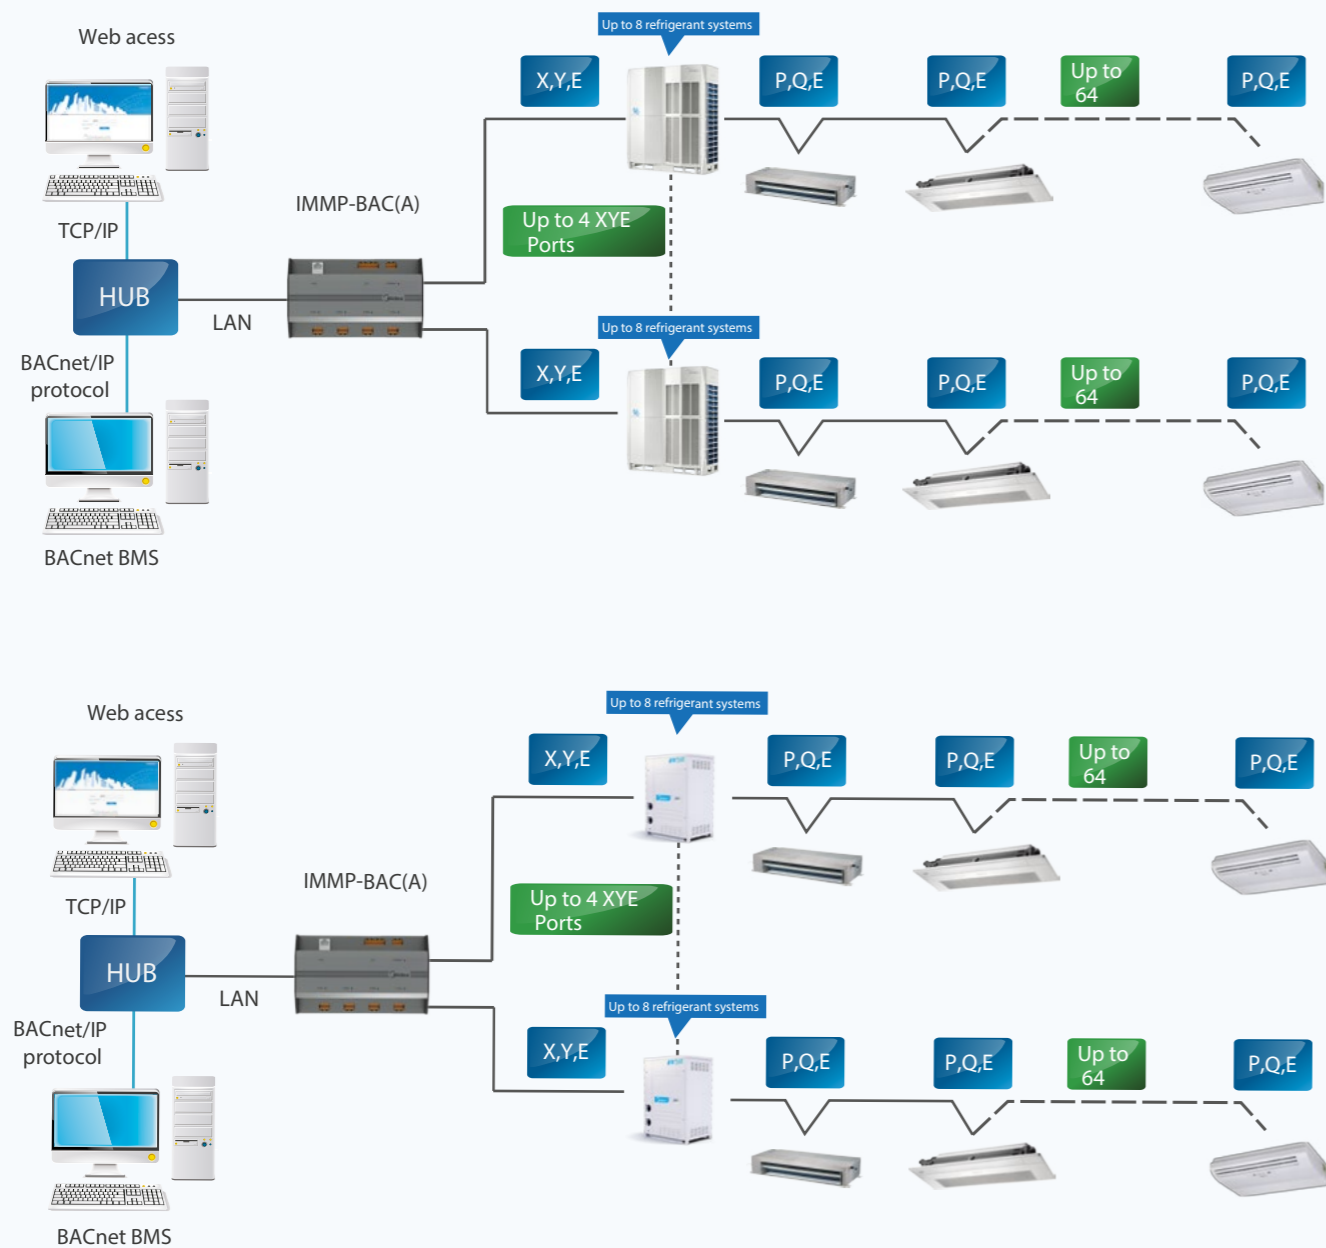 Up to 8 refrigerant systems
Web acess
X,Y,E
P,Q,E
P,Q,E
Up to
64
P,Q,E
IMMP-BAC(A)
Up to 4 XYE
Ports
TCP/IP
HUB
LAN
Up to 8 refrigerant systems
BACnet/IP
protocol
X,Y,E
P,Q,E
P,Q,E
Up to
64
P,Q,E
BACnet BMS
Up to 8 refrigerant systems
Web acess
X,Y,E
P,Q,E
P,Q,E
Up to
64
P,Q,E
IMMP-BAC(A)
Up to 4 XYE
Ports
TCP/IP
HUB
LAN
Up to 8 refrigerant systems
BACnet/IP
protocol
X,Y,E
P,Q,E
P,Q,E
Up to
64
P,Q,E
BACnet BMS